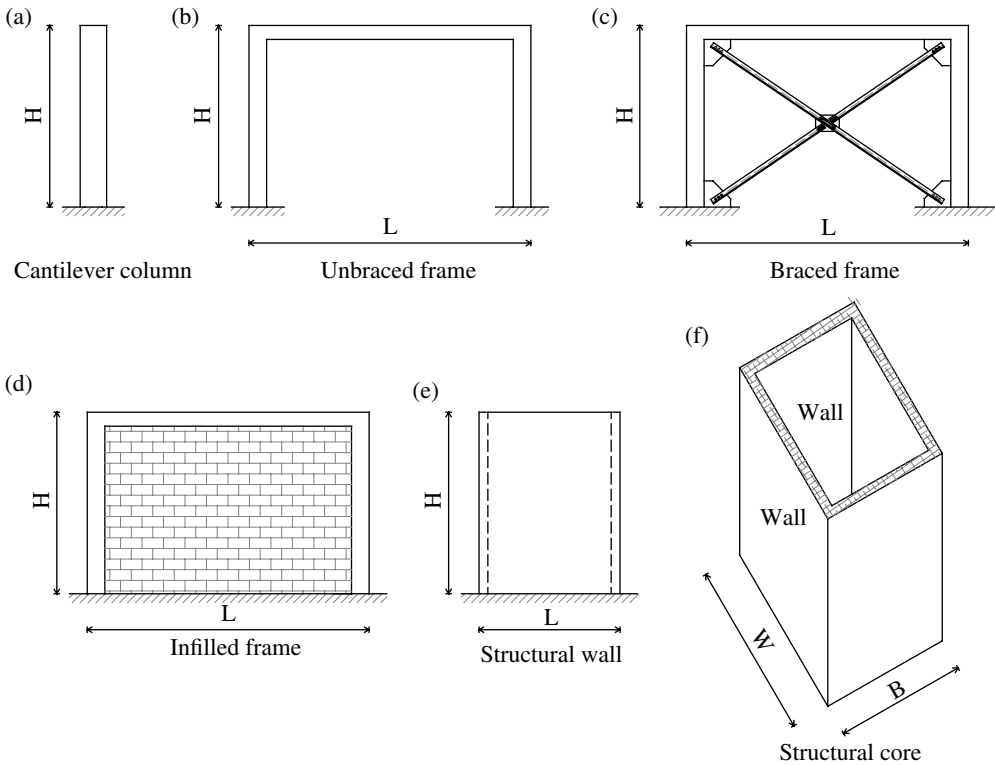 (a)
(b)
(c)
H
H
H
L
L
Cantilever column
Unbraced frame
Braced frame
(d)
(e)
(f)
H
H
L
L
Infilled frame
Structural wall
Wall
Wall
W
B
Structural core